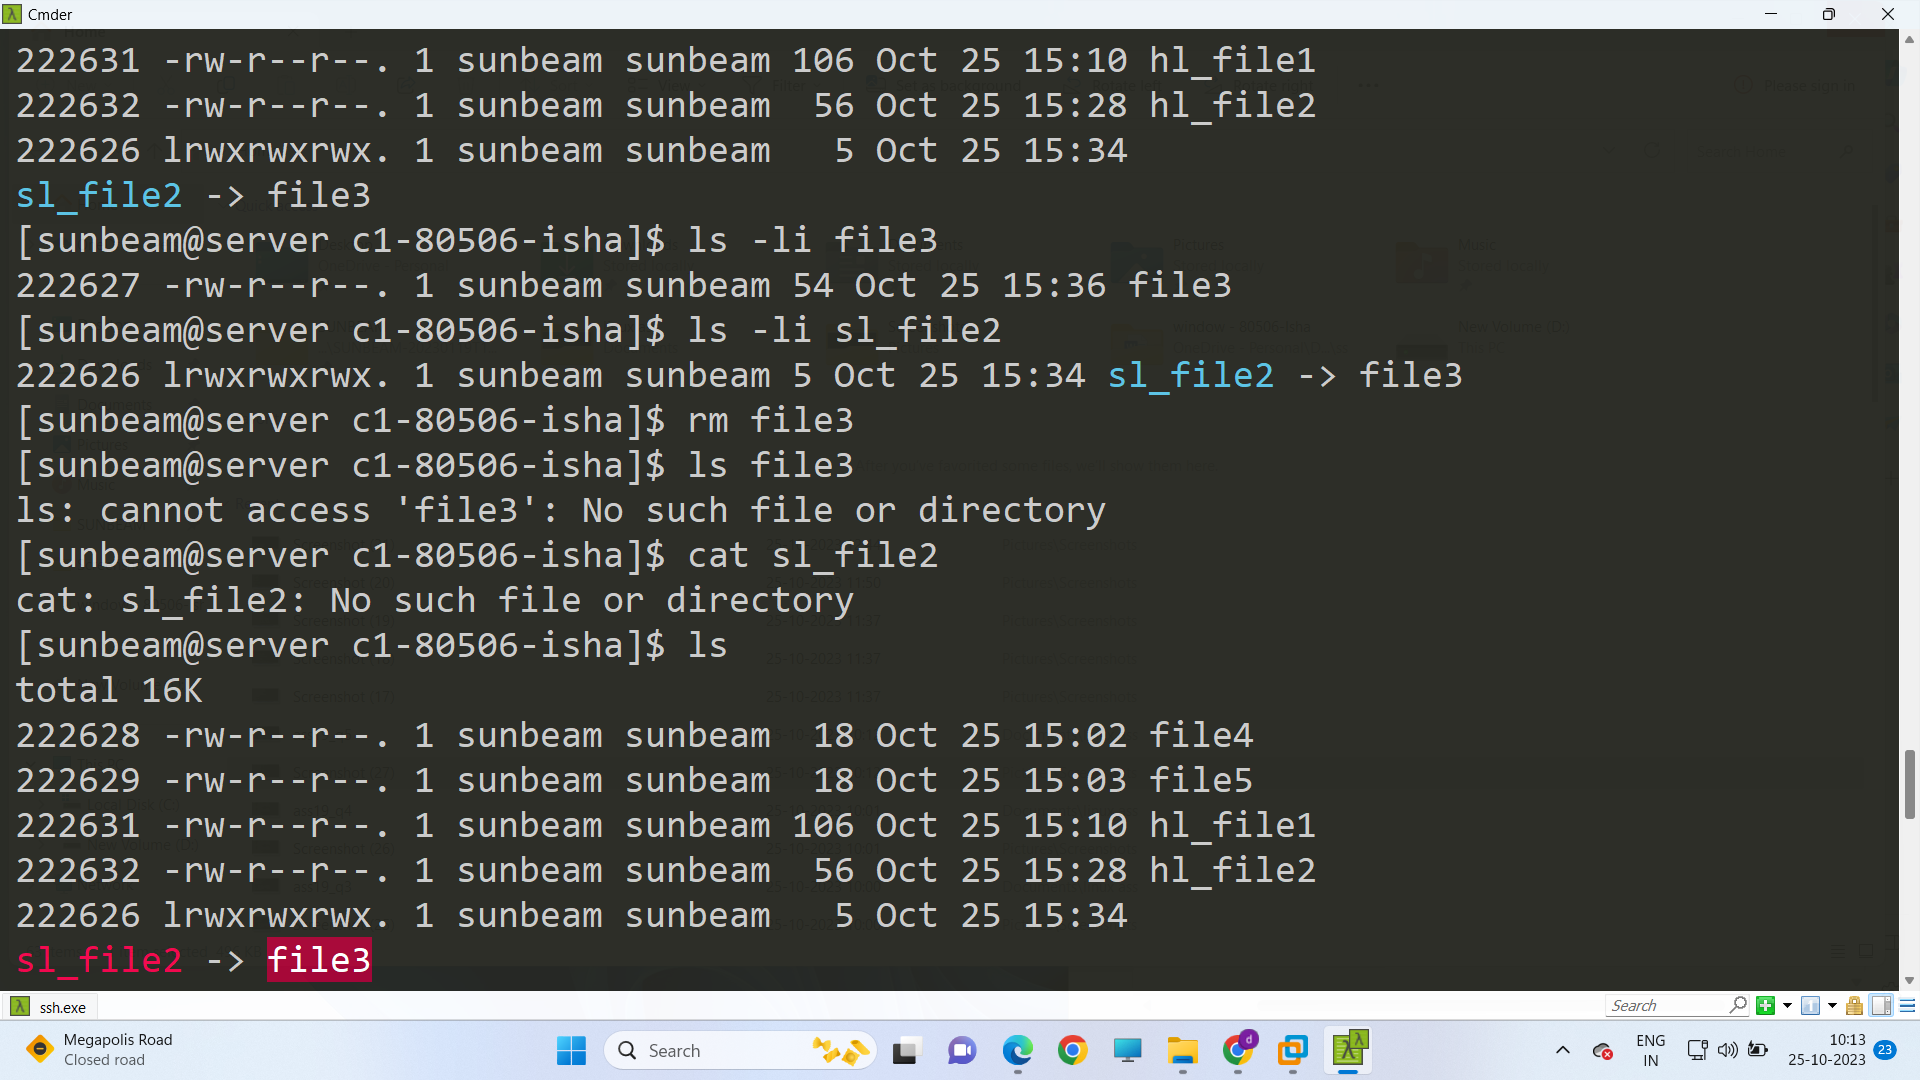 Cmder
222631 -rw-r--r--. 1 sunbeam sunbeam 106 Oct 25 15:10 hl_file1
222632 -rw-r--r--. 1 sunbeam sunbeam  56 Oct 25 15:28 hl_file2
222626 lrwxrwxrwx. 1 sunbeam sunbeam   5 Oct 25 15:34
sl_file2 -> file3
[sunbeam@server c1-80506-isha]$ ls -li file3
222627 -rw-r--r--. 1 sunbeam sunbeam 54 Oct 25 15:36 file3
[sunbeam@server c1-80506-isha]$ ls -li sl_file2
222626 lrwxrwxrwx. 1 sunbeam sunbeam 5 Oct 25 15:34 sl_file2 -> file3
[sunbeam@server c1-80506-isha]$ rm file3
[sunbeam@server c1-80506-isha]$ ls file3
ls: cannot access 'file3': No such file or directory
[sunbeam@server c1-80506-isha]$ cat sl_file2
cat: sl_file2: No such file or directory
[sunbeam@server c1-80506-isha]$ ls
total 16K
222628 -rw-r--r--. 1 sunbeam sunbeam  18 Oct 25 15:02 file4
222629 -rw-r--r--. 1 sunbeam sunbeam  18 Oct 25 15:03 file5
222631 -rw-r--r--. 1 sunbeam sunbeam 106 Oct 25 15:10 hl_file1
222632 -rw-r--r--. 1 sunbeam sunbeam  56 Oct 25 15:28 hl_file2
222626 lrwxrwxrwx. 1 sunbeam sunbeam   5 Oct 25 15:34
sl_file2 -> file3
ssh.exe
Search
Megapolis Road
Closed road
Search
ENG
IN
10:13
25-10-2023
23